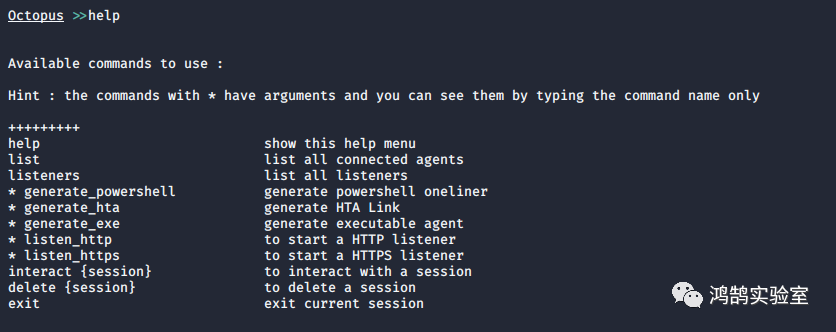 Octopus >>help
Available commands to use :
Hint : the commands with * have arguments and you can see them by typing the command name only
+++++++++
help show this help menu
list list all connected agents
listeners list all listeners
* generate_powershell generate powershell oneliner
* generate_hta generate HTA Link
* generate_exe generate executable agent
* listen_http to start a HTTP listener
* listen_https to start a HTTPS listener
interact {session} to interact with a session
delete {session} to delete a session
exit exit current session
鸿鹄实验室